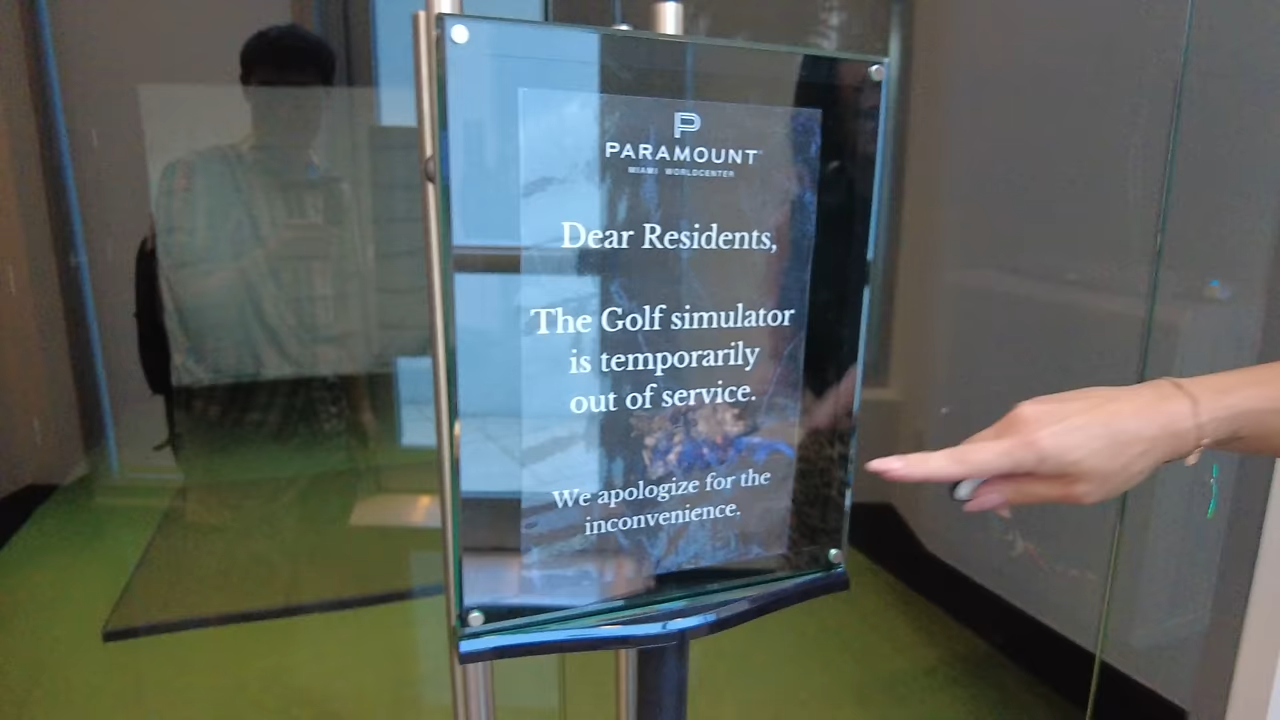 P
PARAMOUNT
MIAMI WORLDCENTER
Dear Residents,
The Golf simulator
is temporarily
out of service.
We apologize for the
inconvenience.